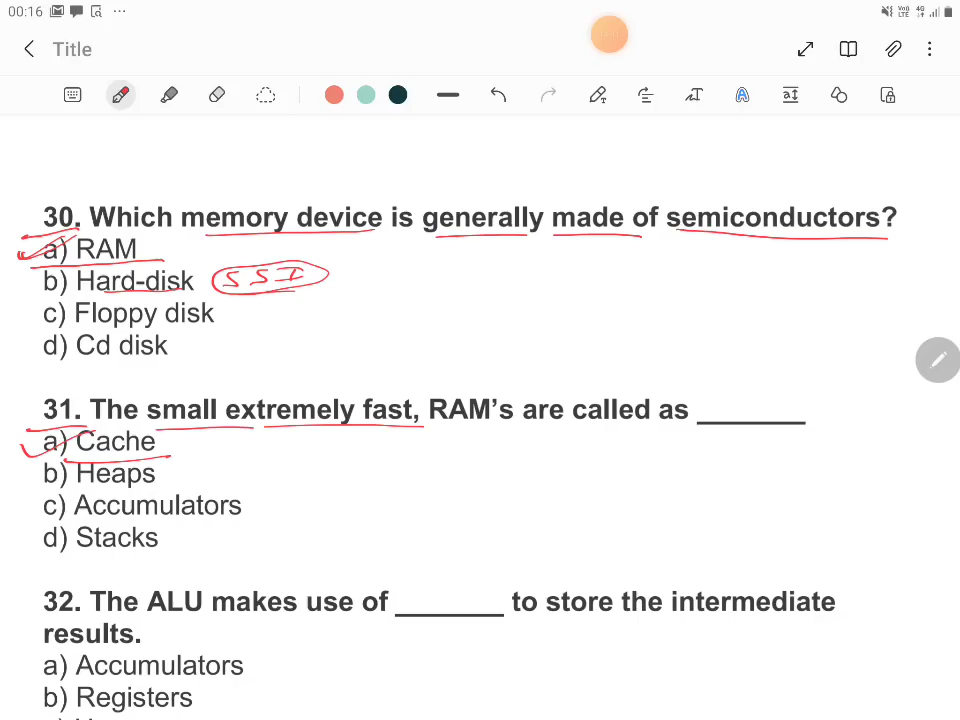 00:16
Title
30. Which memory device is generally made of semiconductors?
a) RAM
b) Hard-disk SSI
c) Floppy disk
d) Cd disk
31. The small extremely fast, RAM's are called as ________
a) Cache
b) Heaps
c) Accumulators
d) Stacks
32. The ALU makes use of ________ to store the intermediate
results.
a) Accumulators
b) Registers